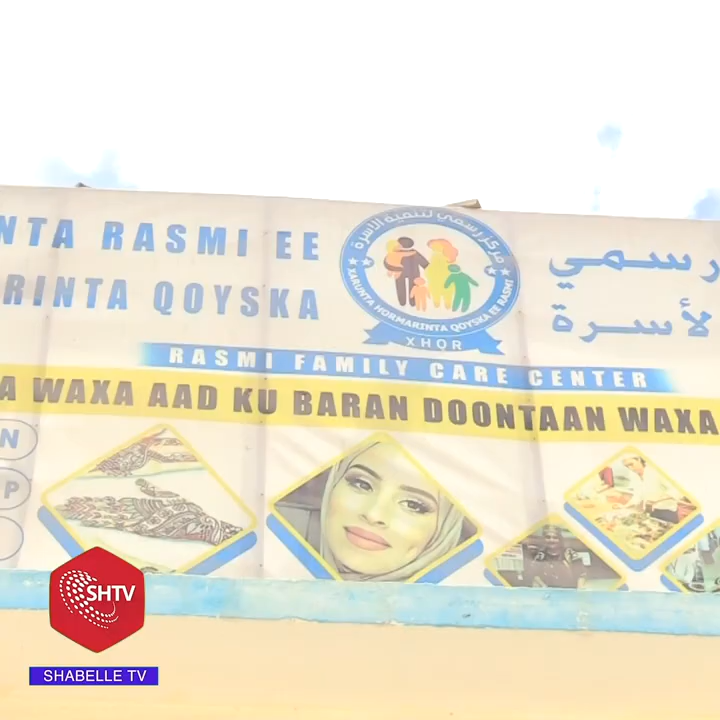 NTA RASMI EE
RINTA QOYSKA
مركز رسمي لتنمية الاسرة
XARUNTA HORMARINTA QOYSKA EE RASMI
XHQR
رسمي
لأسرة
RASMI FAMILY CARE CENTER
A WAXA AAD KU BARAN DOONTAAN WAXA
N
P
SHTV
SHABELLE TV